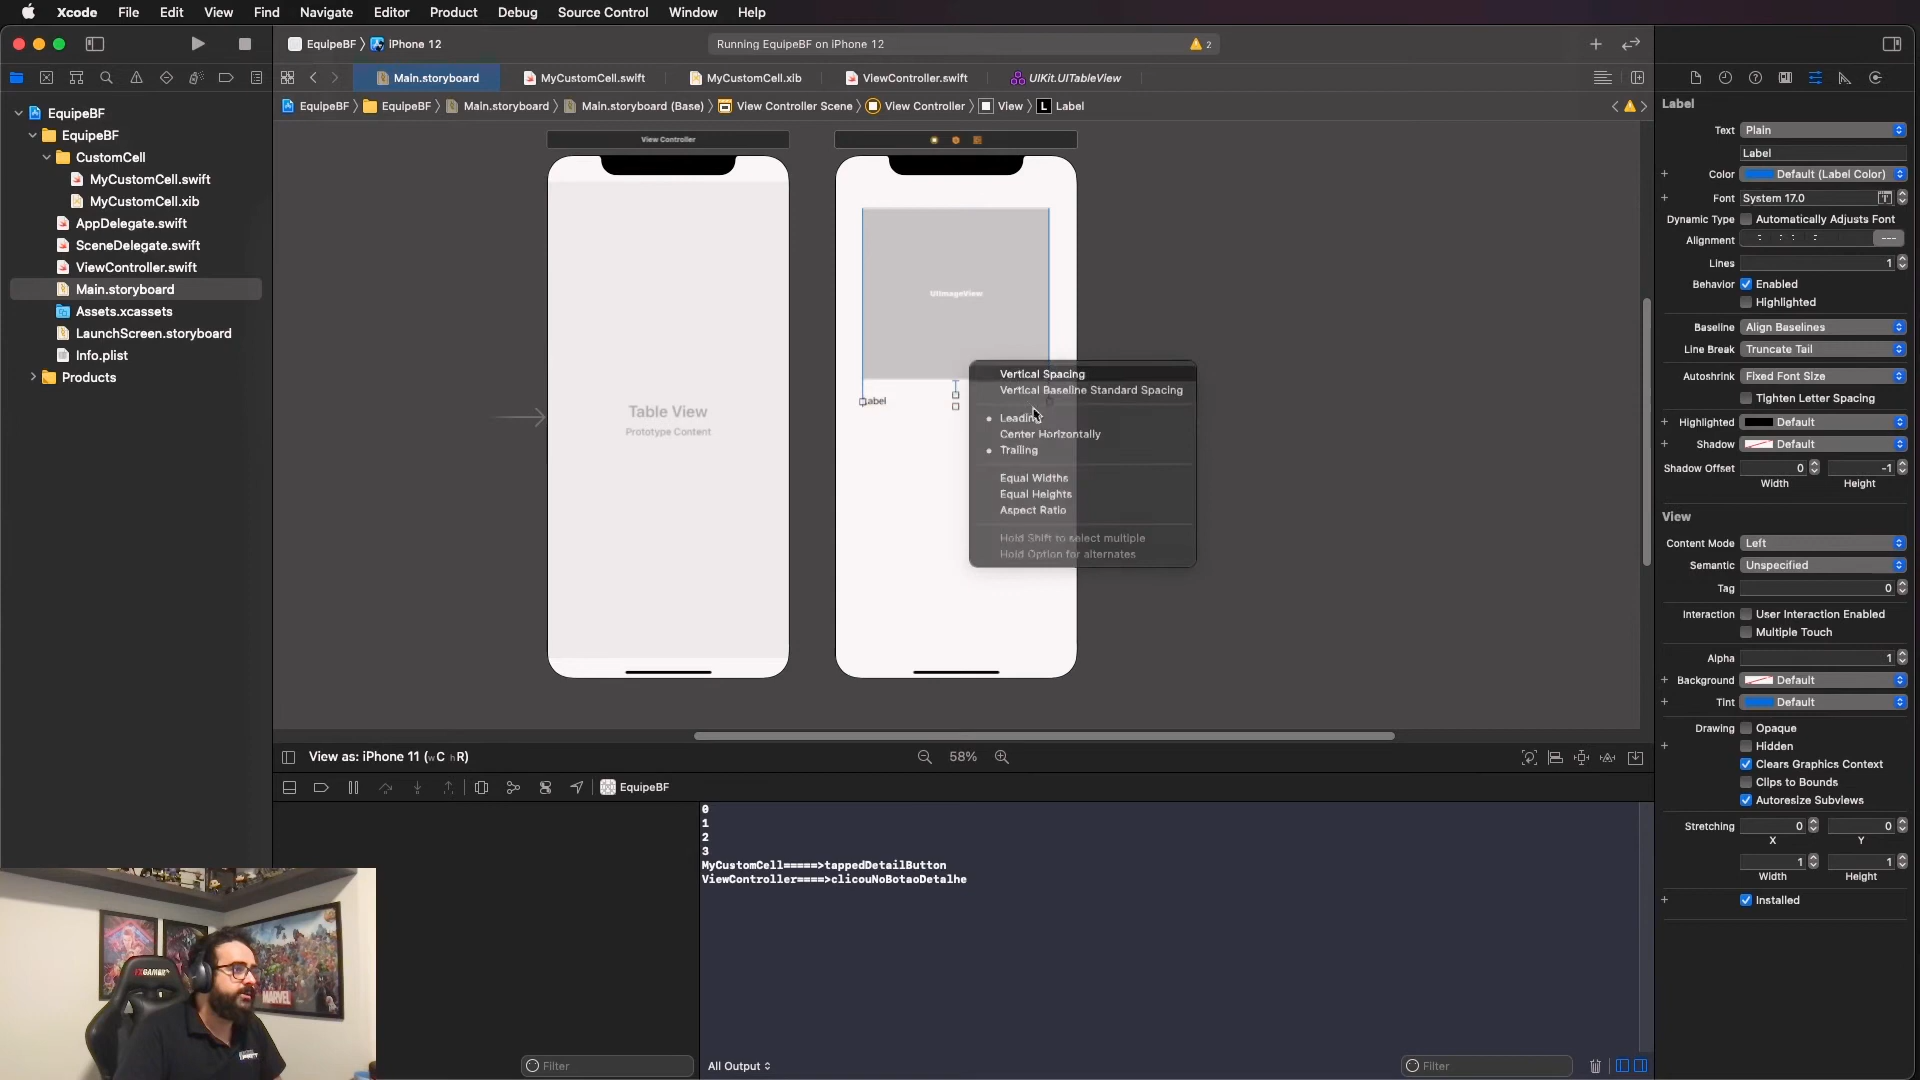 Xcode File Edit View Find Navigate Editor Product Debug Source Control Window Help
EquipeBF iPhone 12
Running EquipeBF on iPhone 12
2
Main.storyboard MyCustomCell.swift MyCustomCell.xib ViewController.swift UIKit.UITableView
EquipeBF EquipeBF Main.storyboard Main.storyboard (Base) View Controller Scene View Controller View L Label
EquipeBF
EquipeBF
CustomCell
MyCustomCell.swift
MyCustomCell.xib
AppDelegate.swift
SceneDelegate.swift
ViewController.swift
Main.storyboard
Assets.xcassets
LaunchScreen.storyboard
Info.plist
Products
View Controller
Table View
Prototype Content
UIImageView
Label
Vertical Spacing
Vertical Baseline Standard Spacing
Leading
Center Horizontally
Trailing
Equal Widths
Equal Heights
Aspect Ratio
Hold Shift to select multiple
Hold Option for alternates
View as: iPhone 11 (wC hR)
58%
EquipeBF
0
1
2
3
MyCustomCell=====>tappedDetailButton
ViewController====>clicouNoBotaoDetalhe
Filter
All Output
Filter
Label
Text Plain
Label
Color Default (Label Color)
Font System 17.0
Dynamic Type Automatically Adjusts Font
Alignment
Lines 1
Behavior Enabled
Highlighted
Baseline Align Baselines
Line Break Truncate Tail
Autoshrink Fixed Font Size
Tighten Letter Spacing
Highlighted Default
Shadow Default
Shadow Offset 0 -1
Width Height
View
Content Mode Left
Semantic Unspecified
Tag 0
Interaction User Interaction Enabled
Multiple Touch
Alpha 1
Background Default
Tint Default
Drawing Opaque
Hidden
Clears Graphics Context
Clips to Bounds
Autoresize Subviews
Stretching 0 0
X Y
1 1
Width Height
Installed
MARVEL